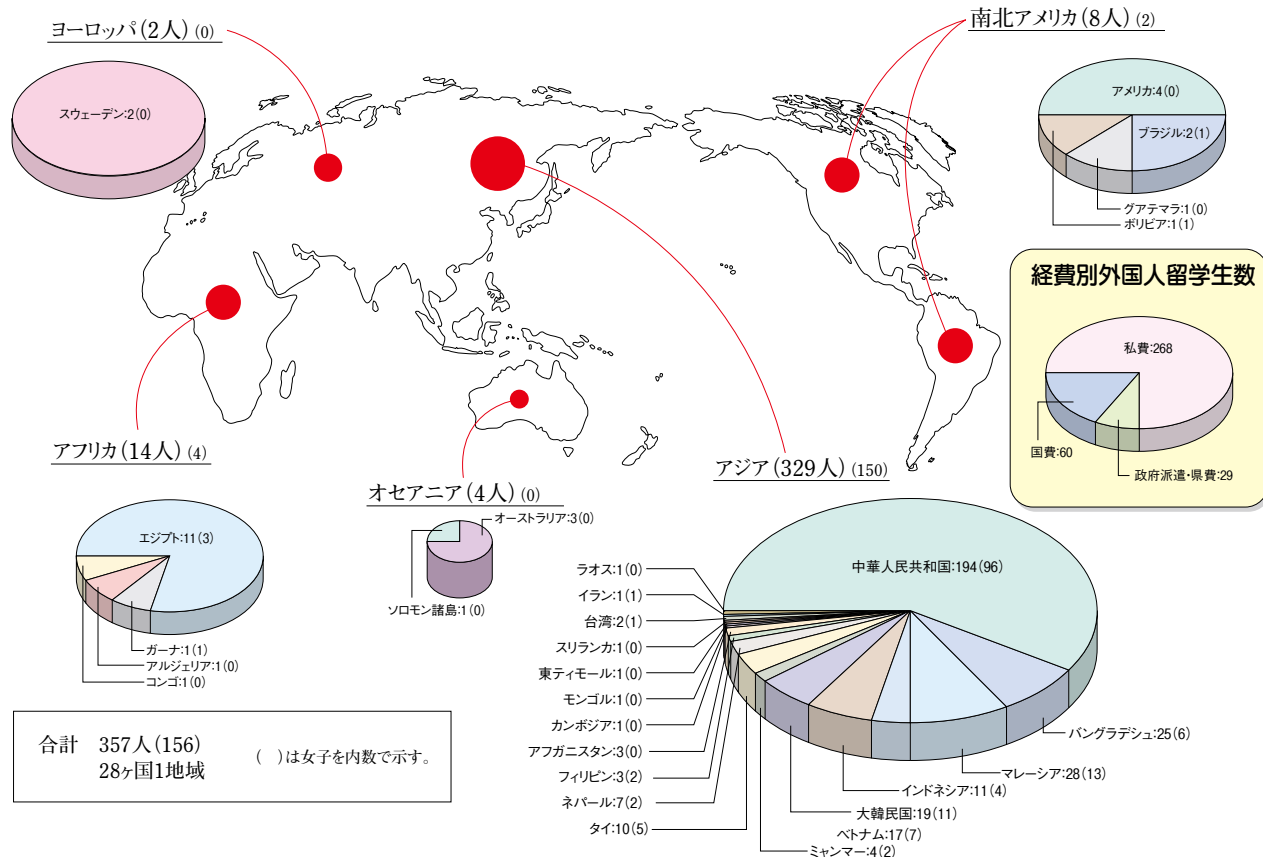 ヨーロッパ(2人)(0)
スウェーデン:2(0)
南北アメリカ(8人)(2)
アメリカ:4(0)
ブラジル:2(1)
グアテマラ:1(0)
ボリビア:1(1)
経費別外国人留学生数
私費:268
国費:60
政府派遣・県費:29
アフリカ(14人)(4)
エジプト:11(3)
ガーナ:1(1)
アルジェリア:1(0)
コンゴ:1(0)
オセアニア(4人)(0)
オーストラリア:3(0)
ソロモン諸島:1(0)
アジア(329人)(150)
中華人民共和国:194(96)
バングラデシュ:25(6)
マレーシア:28(13)
インドネシア:11(4)
大韓民国:19(11)
ベトナム:17(7)
ミャンマー:4(2)
ラオス:1(0)
イラン:1(1)
台湾:2(1)
スリランカ:1(0)
東ティモール:1(0)
モンゴル:1(0)
カンボジア:1(0)
アフガニスタン:3(0)
フィリピン:3(2)
ネパール:7(2)
タイ:10(5)
合計 357人(156)
28ヶ国1地域
( )は女子を内数で示す。